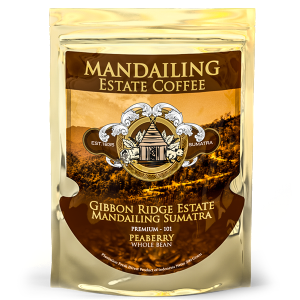 MANDAILING
ESTATE COFFEE
EST 1699
SUMATRA
GIBBON RIDGE ESTATE
MANDAILING SUMATRA
PREMIUM - 101
PEABERRY
WHOLE BEAN